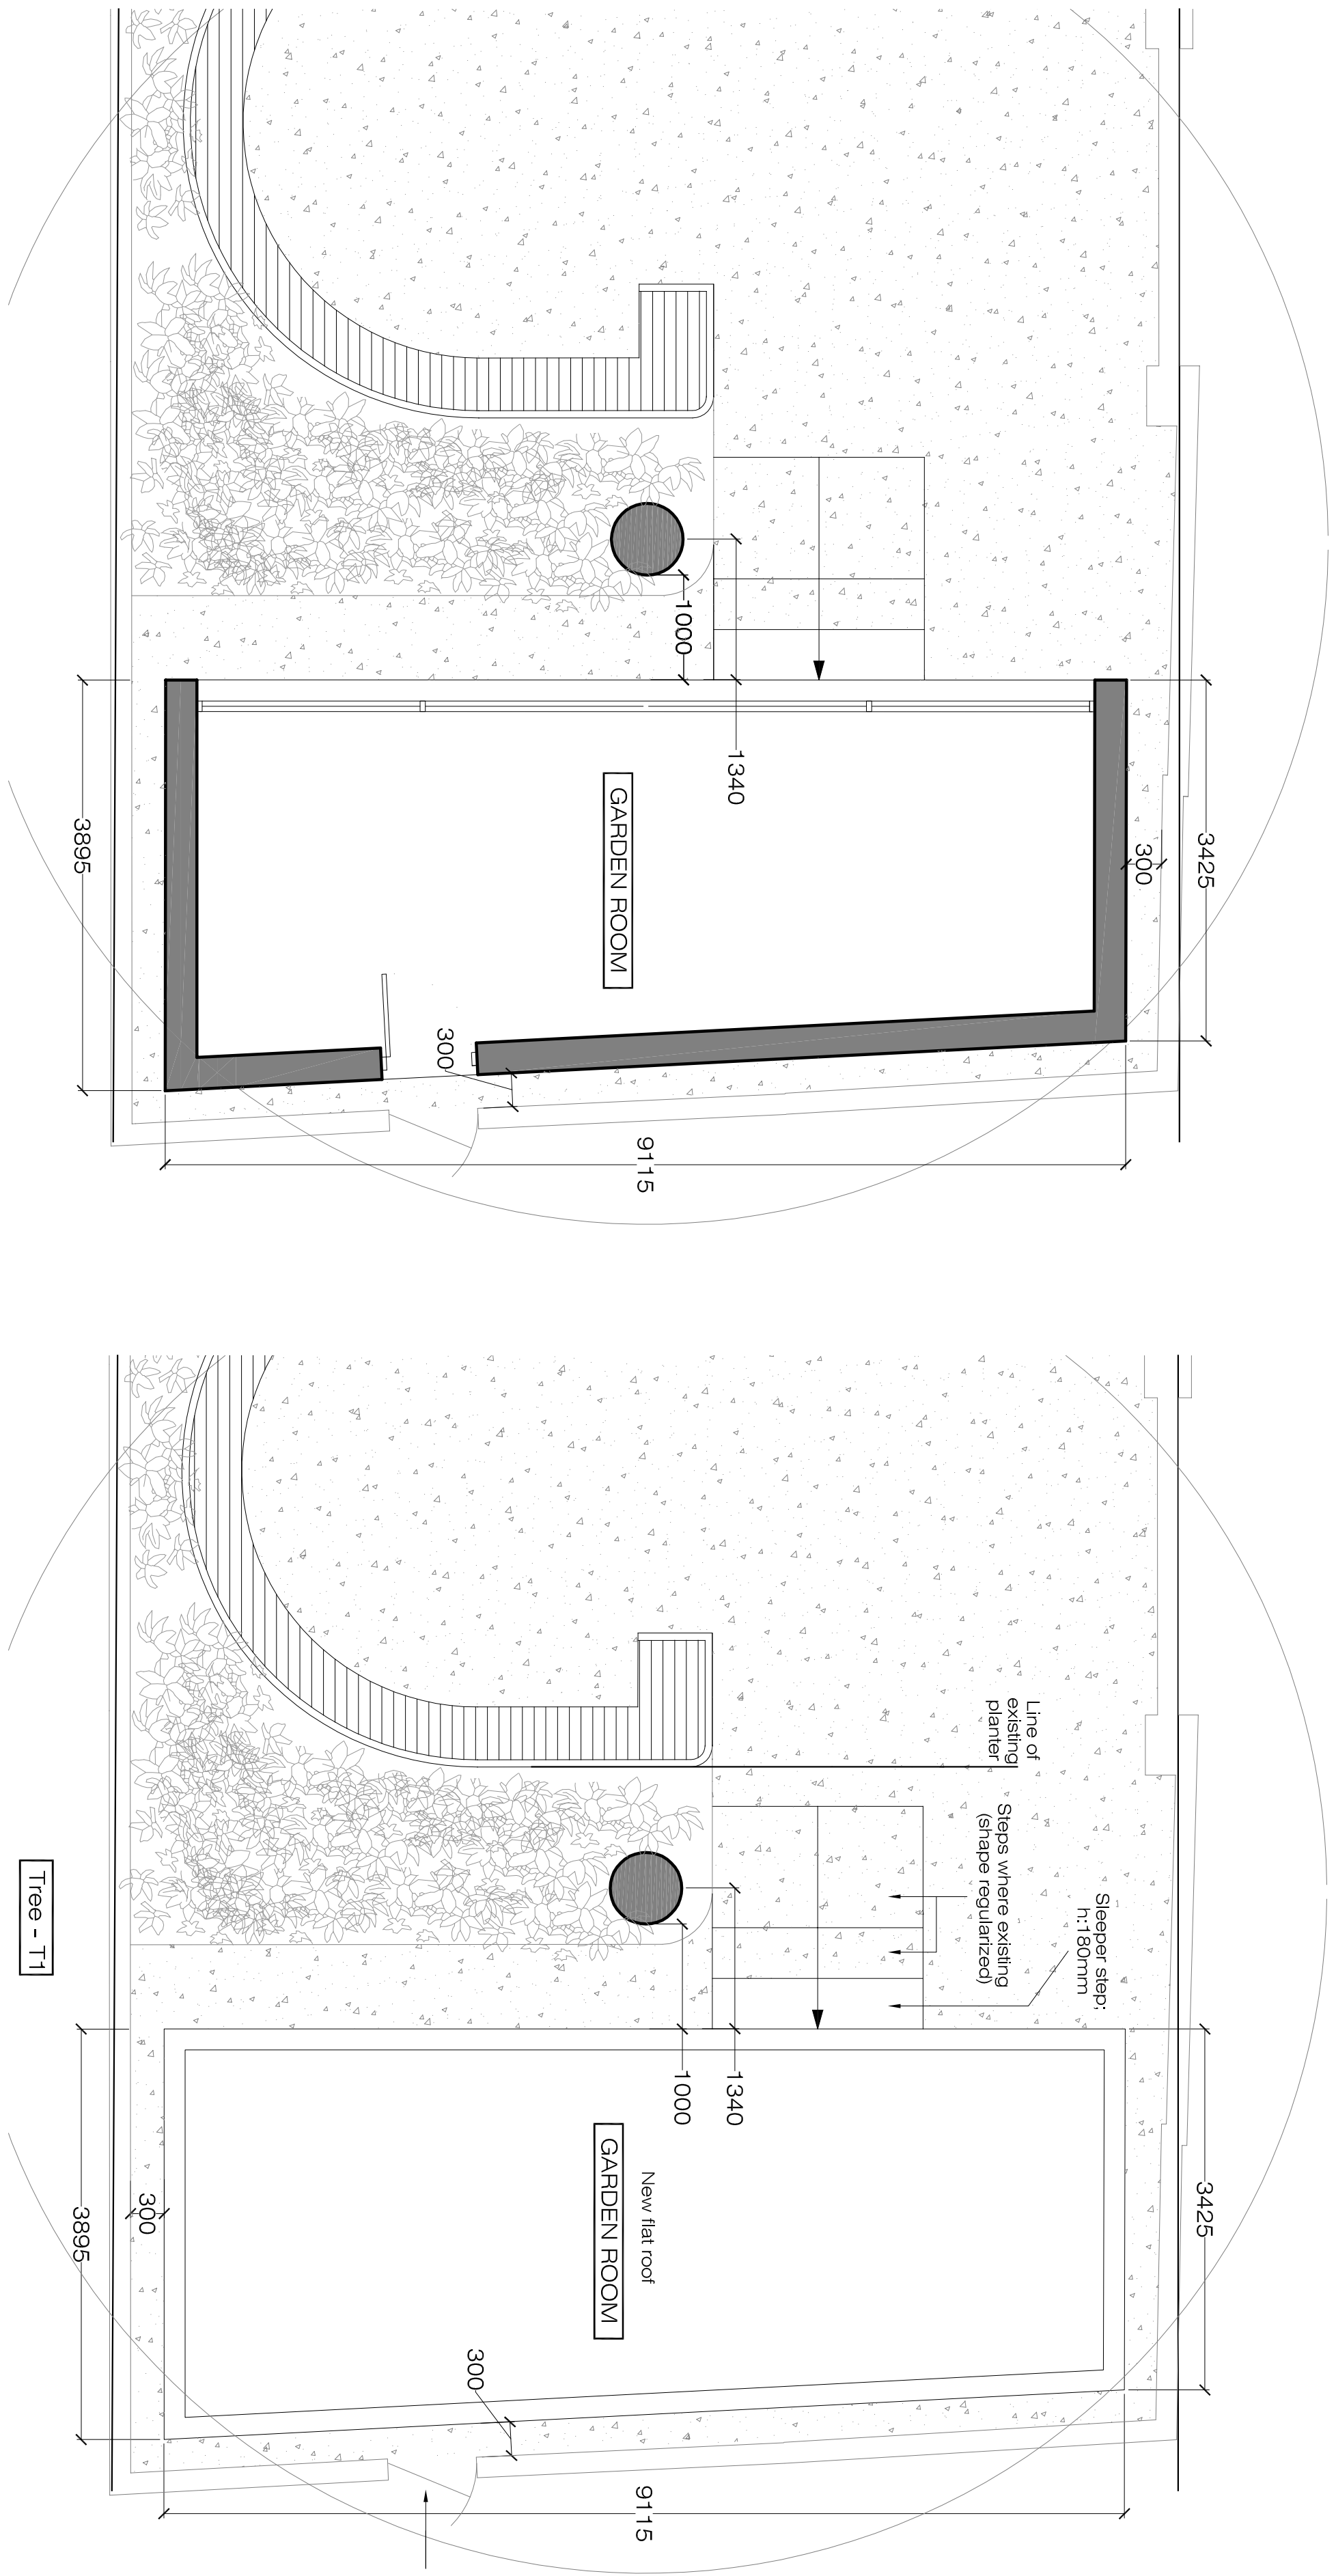 1000
1340
GARDEN ROOM
3895
3425
300
300
9115
Line of
existing
planter
Steps where existing
(shape regularized)
Sleeper step;
h:180mm
Tree - T1
1000
1340
New flat roof
GARDEN ROOM
3895
300
3425
300
9115